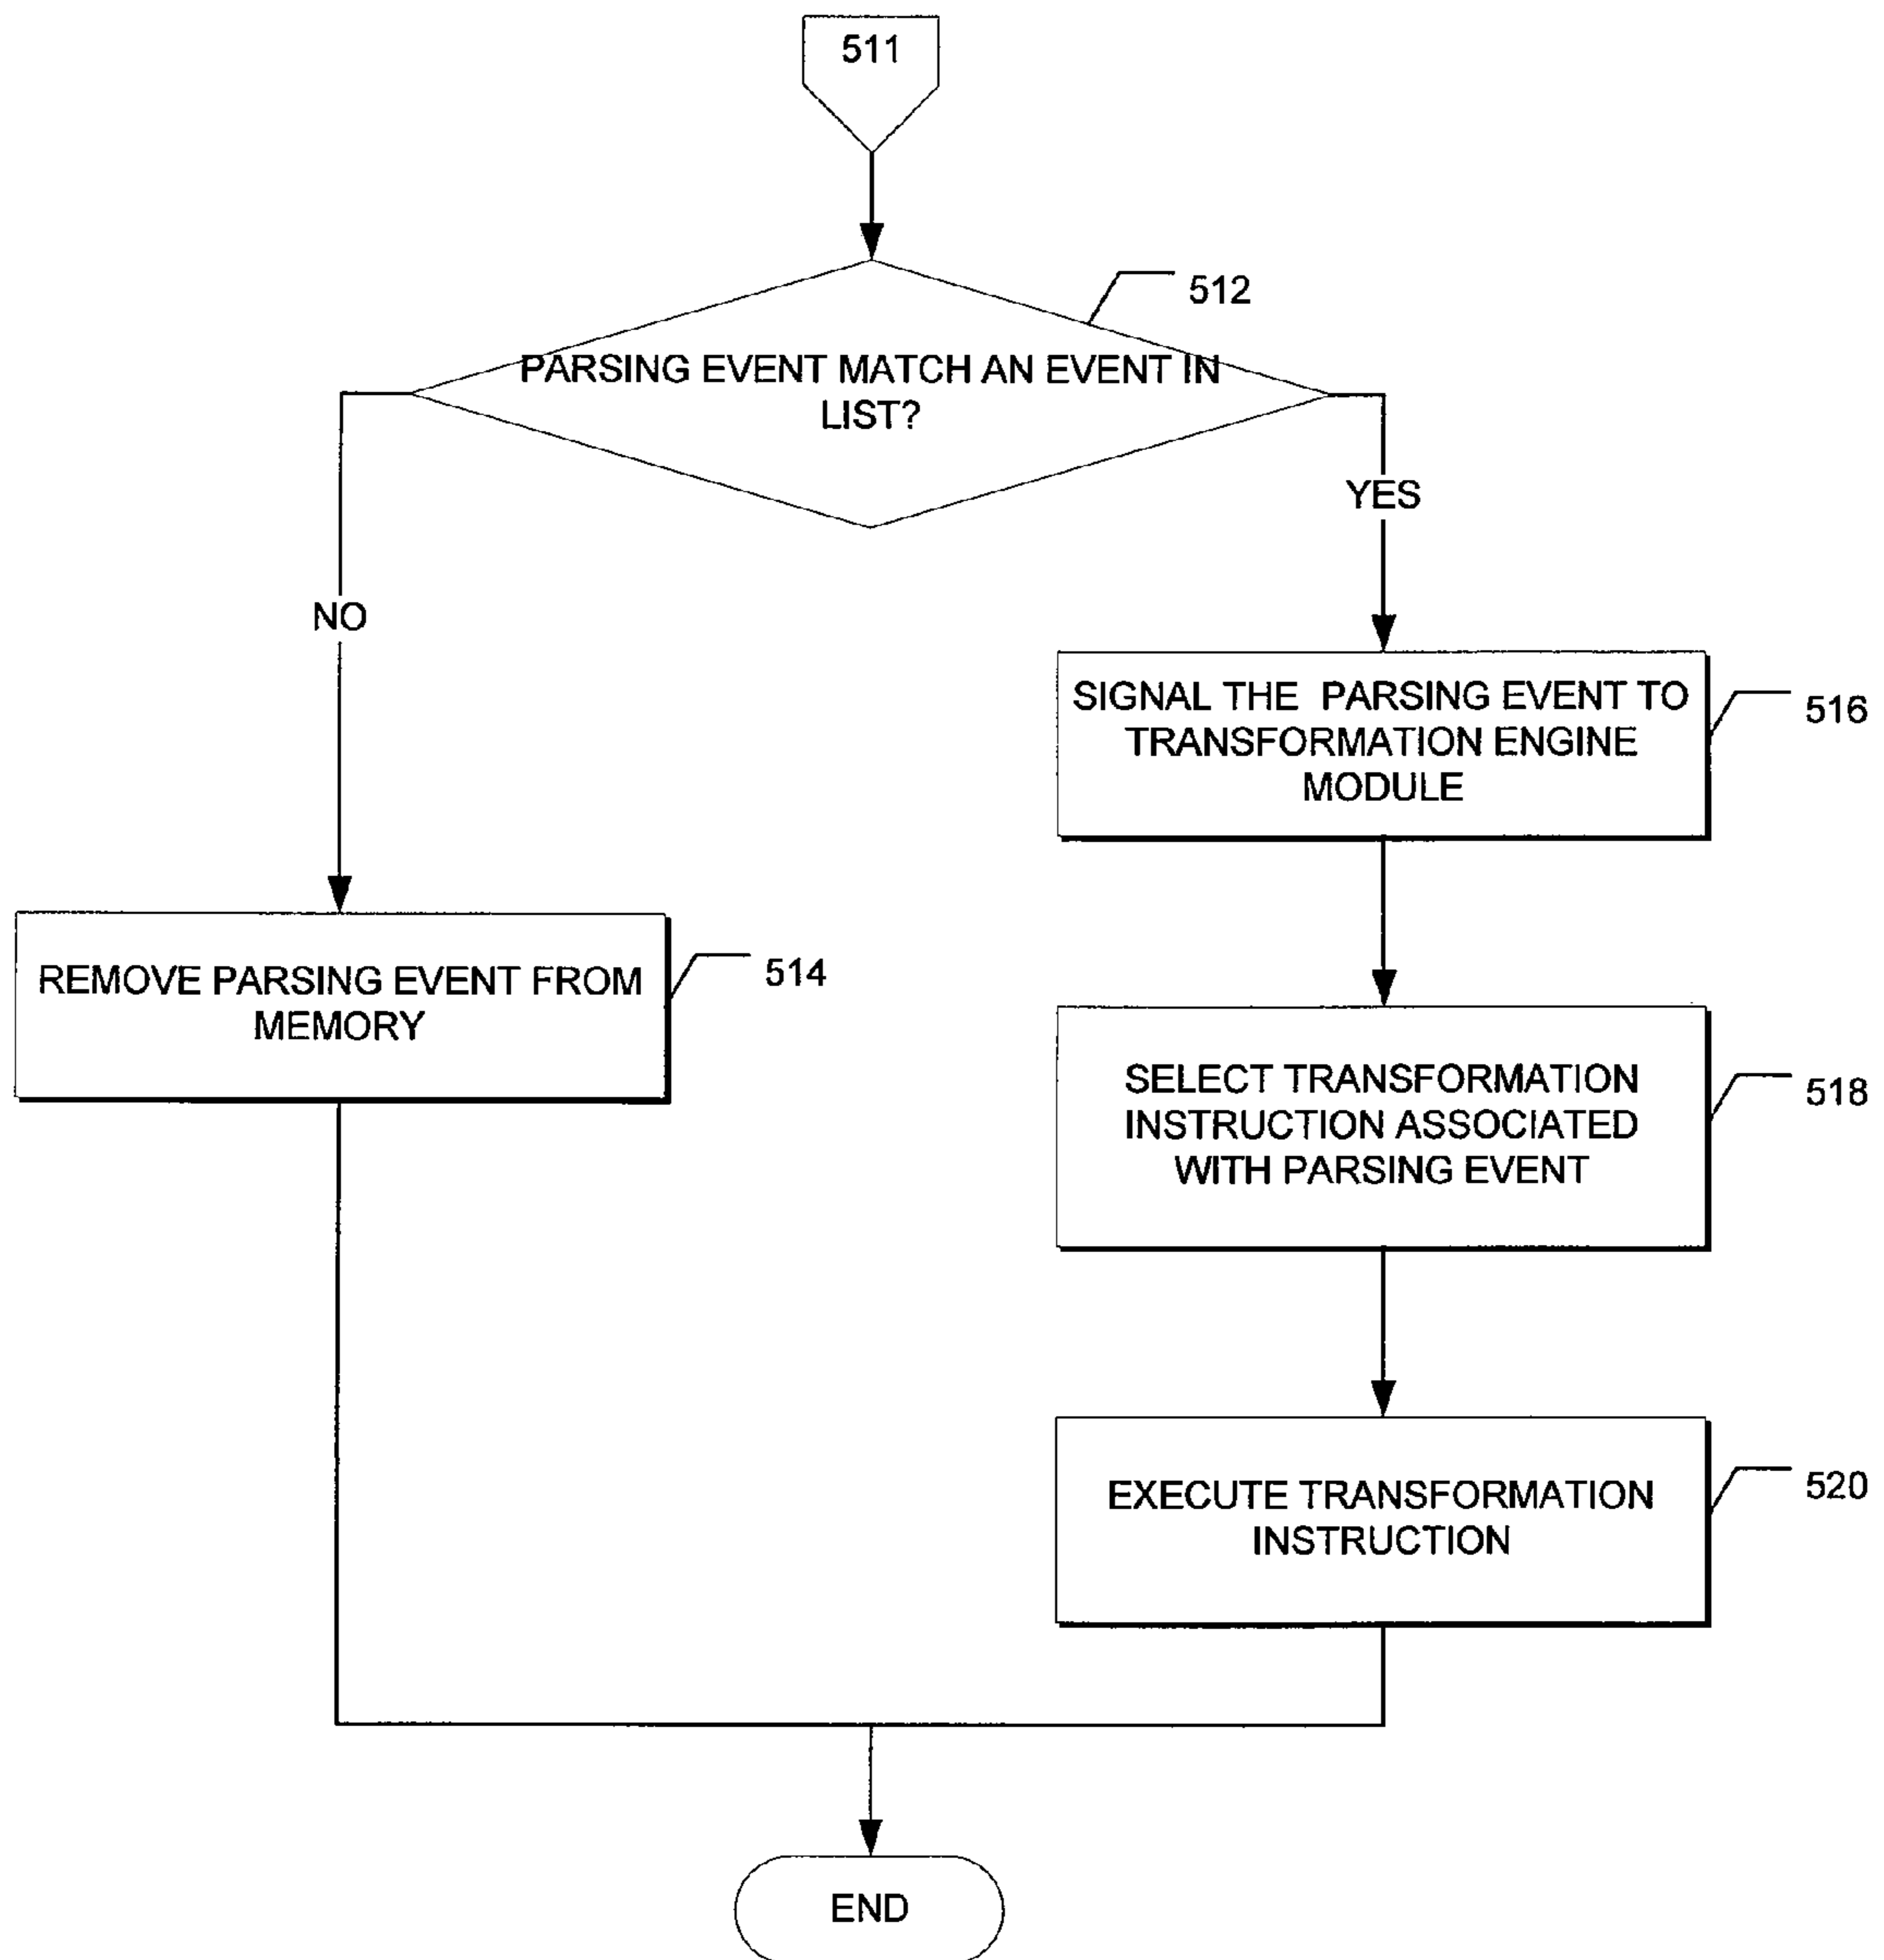 511
512
PARSING EVENT MATCH AN EVENT IN
LIST?
YES
NO
SIGNAL THE PARSING EVENT TO
TRANSFORMATION ENGINE
MODULE
516
REMOVE PARSING EVENT FROM
MEMORY
514
SELECT TRANSFORMATION
INSTRUCTION ASSOCIATED
WITH PARSING EVENT
518
EXECUTE TRANSFORMATION
INSTRUCTION
520
END